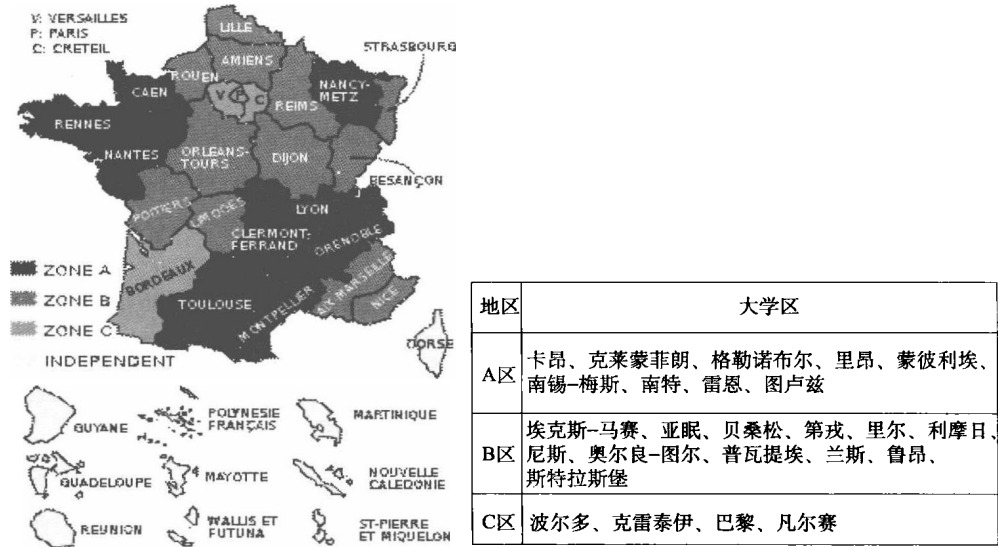 V: VERSAILLES
P: PARIS
C: CRETEIL
LILLE
STRASBOURG
AMIENS
ROUEN
NANCY-
METZ
CAEN
V
P
C
REIMS
RENNES
NANTES
ORLEANS-
TOURS
DIJON
BESANÇON
POITIERS
LIMOGES
LYON
CLERMONT-
FERRAND
GRENOBLE
BORDEAUX
ZONE A
ZONE B
ZONE C
INDEPENDENT
TOULOUSE
MONTPELLIER
AIX MARSELLE
NICE
CORSE
GUYANE
POLYNESIE
FRANÇAIS
MARTINIQUE
GUADELOUPE
MAYOTTE
NOUVELLE
CALEDONIE
REUNION
WALLIS ET
FUTUNA
ST-PIERRE
ET MIQUELON
地区 大学区
A区 卡昂、克莱蒙菲朗、格勒诺布尔、里昂、蒙彼利埃、
南锡-梅斯、南特、雷恩、图卢兹
B区 埃克斯-马赛、亚眠、贝桑松、第戎、里尔、利摩日、
尼斯、奥尔良-图尔、普瓦提埃、兰斯、鲁昂、
斯特拉斯堡
C区 波尔多、克雷泰伊、巴黎、凡尔赛